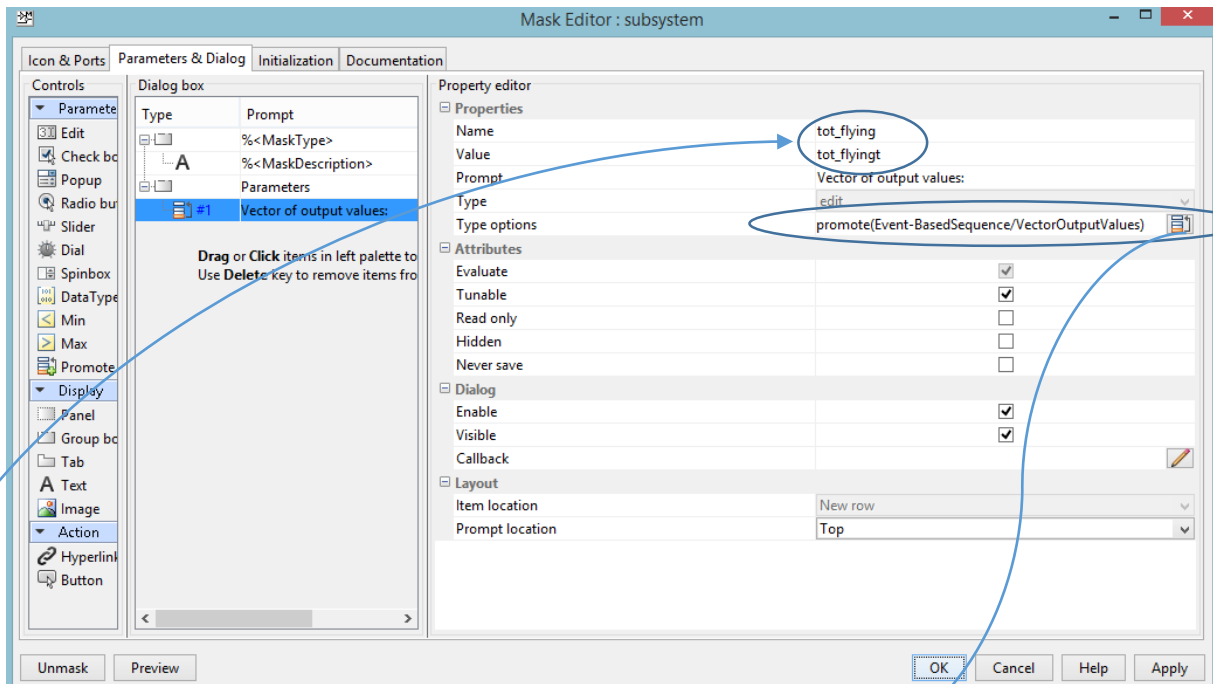 Mask Editor : subsystem
Icon & Ports Parameters & Dialog Initialization Documentation
Controls
Paramete
Edit
Check bo
Popup
Radio but
Slider
Dial
Spinbox
DataType
Min
Max
Promote
Display
Panel
Group bo
Tab
A Text
Image
Action
Hyperlink
Button
Dialog box
Type Prompt
%<MaskType>
A %<MaskDescription>
Parameters
#1 Vector of output values:
Drag or Click items in left palette to
Use Delete key to remove items fro
Property editor
Properties
Name tot_flying
Value tot_flyingt
Prompt Vector of output values:
Type edit
Type options promote(Event-BasedSequence/VectorOutputValues)
Attributes
Evaluate
Tunable
Read only
Hidden
Never save
Dialog
Enable
Visible
Callback
Layout
Item location New row
Prompt location Top
Unmask Preview OK Cancel Help Apply